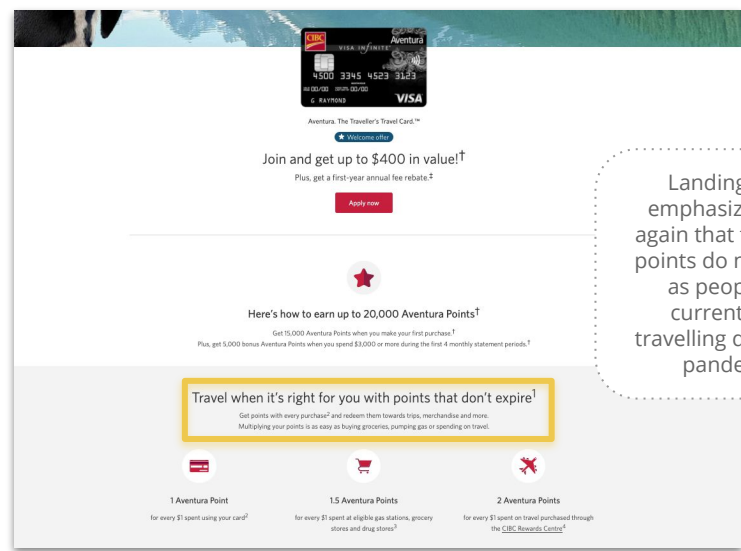 CIBC
Aventura
VISA INFINITE
4500 3345 4523 3123
00/00 00/00
G RAYMOND
VISA
Aventura. The Traveller's Travel Card.™
Welcome offer
Join and get up to $400 in value!†
Plus, get a first-year annual fee rebate.‡
Apply now
Here's how to earn up to 20,000 Aventura Points†
Get 15,000 Aventura Points when you make your first purchase.†
Plus, get 5,000 bonus Aventura Points when you spend $3,000 or more during the first 4 monthly statement periods.†
Travel when it's right for you with points that don't expire¹
Get points with every purchase² and redeem them towards trips, merchandise and more.
Multiplying your points is as easy as buying groceries, pumping gas or spending on travel.
1 Aventura Point
for every $1 spent using your card²
1.5 Aventura Points
for every $1 spent at eligible gas stations, grocery
stores and drug stores³
2 Aventura Points
for every $1 spent on travel purchased through
the CIBC Rewards Centre⁴
Landing
emphasiz
again that
points do
as peop
current
travelling
pande